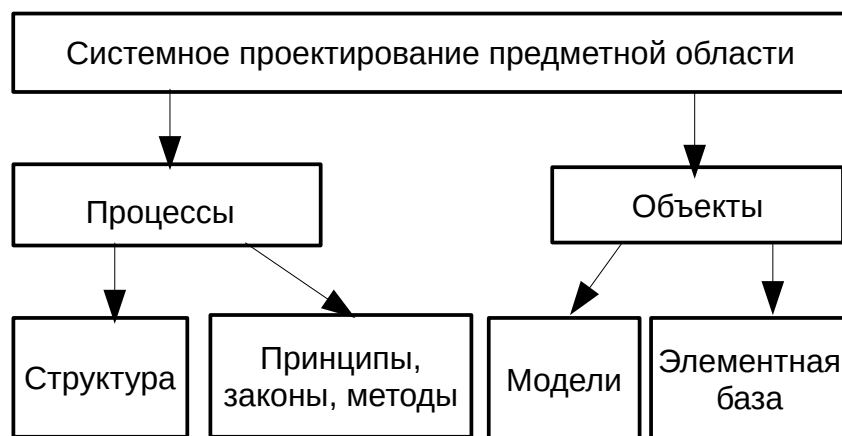 Системное проектирование предметной области
Процессы
Объекты
Структура
Принципы,
законы, методы
Модели
Элементная
база